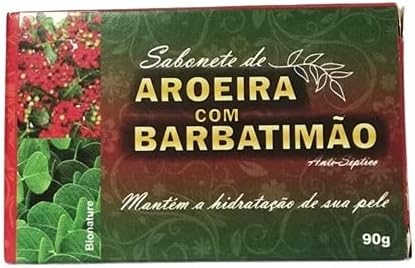 Sabonete de
AROEIRA
COM
BARBATIMÃO
Anti-Séptico
Mantém a hidratação de sua pele
Bionature
90g